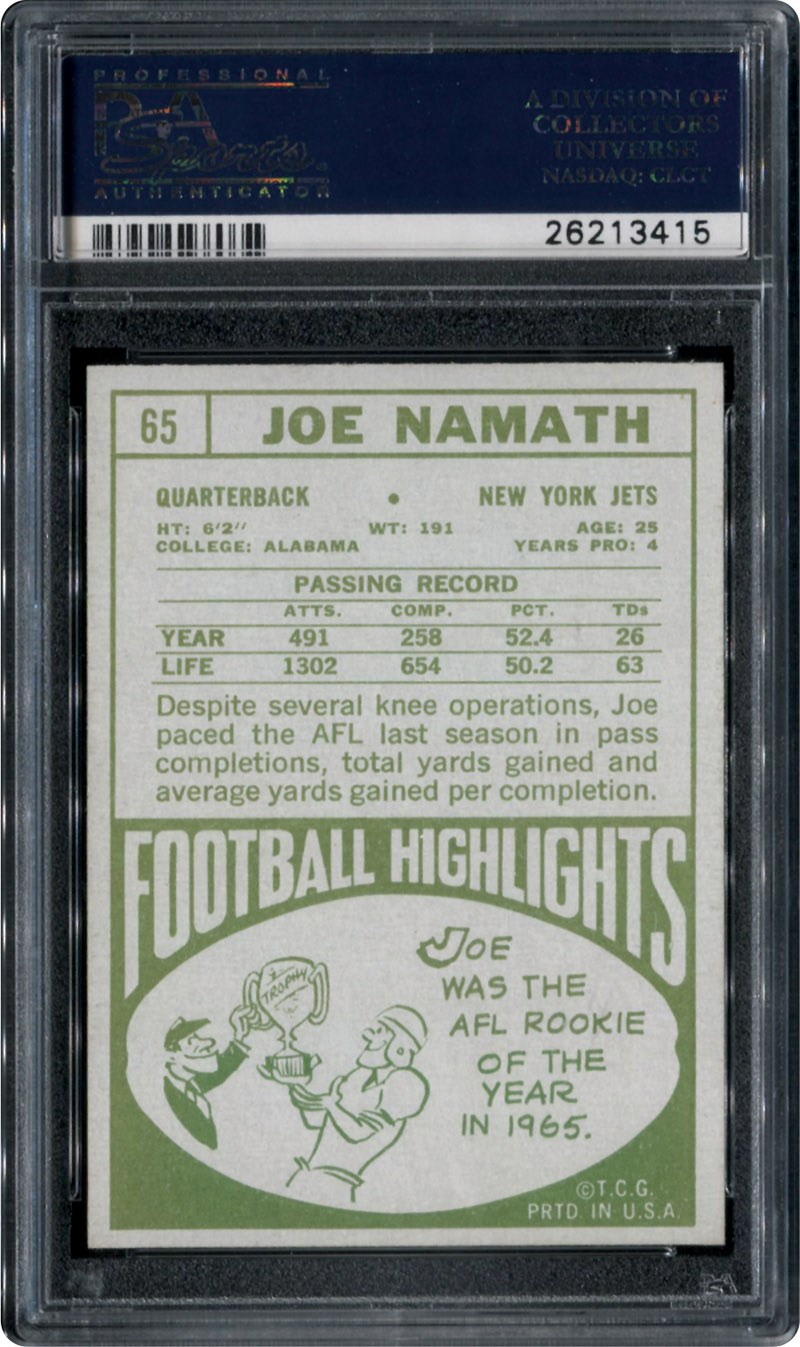 PROFESSIONAL
PSA
Sports
AUTHENTICATOR
A DIVISION OF
COLLECTORS
UNIVERSE
NASDAQ: CLCT
26213415
65 JOE NAMATH
QUARTERBACK • NEW YORK JETS
HT: 6'2" WT: 191 AGE: 25
COLLEGE: ALABAMA YEARS PRO: 4
PASSING RECORD
ATTS. COMP. PCT. TDs
YEAR 491 258 52.4 26
LIFE 1302 654 50.2 63
Despite several knee operations, Joe
paced the AFL last season in pass
completions, total yards gained and
average yards gained per completion.
FOOTBALL HIGHLIGHTS
TROPHY
JOE
WAS THE
AFL ROOKIE
OF THE
YEAR
IN 1965.
©T.C.G.
PRTD. IN U.S.A.
PSA